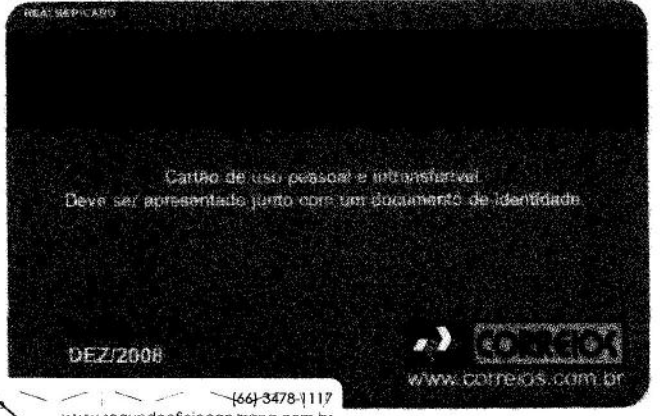 Cartão de uso pessoal e intransferível.
Deve ser apresentado junto com um documento de identidade.
DEZ/2008
CORREIOS
www.correios.com.br
(66) 3478-1117